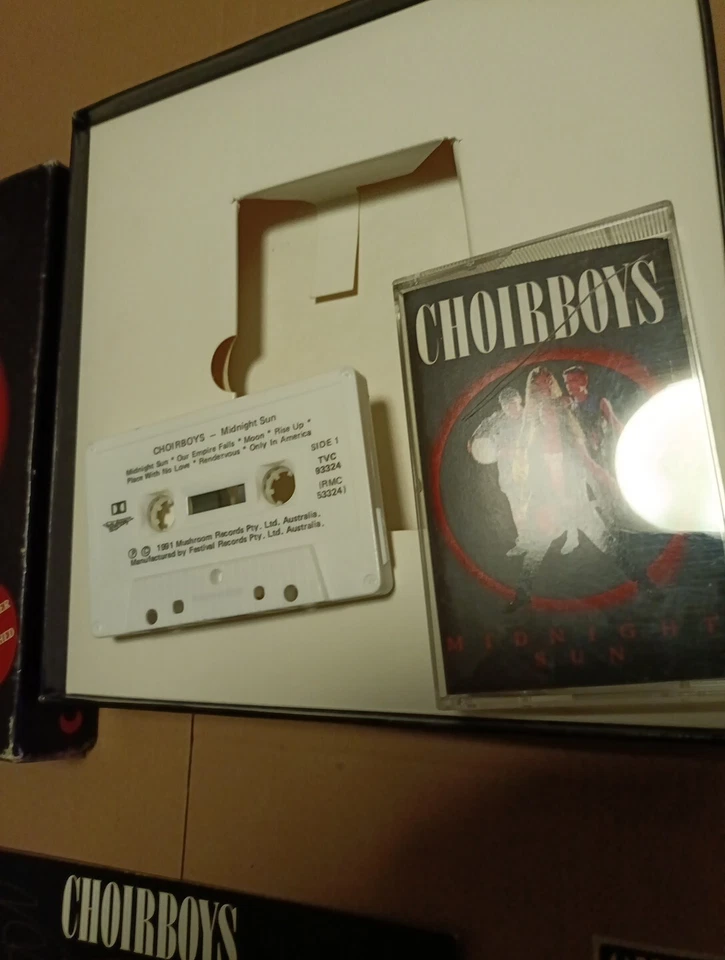 CHOIRBOYS – Midnight Sun
Midnight Sun * Our Empire Falls * Moon * Rise Up *
Place With No Love * Rendervous * Only In America
SIDE 1
TVC
93324
(RMC
53324)
Ⓟ © 1991 Mushroom Records Pty. Ltd. Australia.
Manufactured by Festival Records Pty. Ltd. Australia.
CHOIRBOYS
MIDNIGHT
SUN
CHOIRBOYS